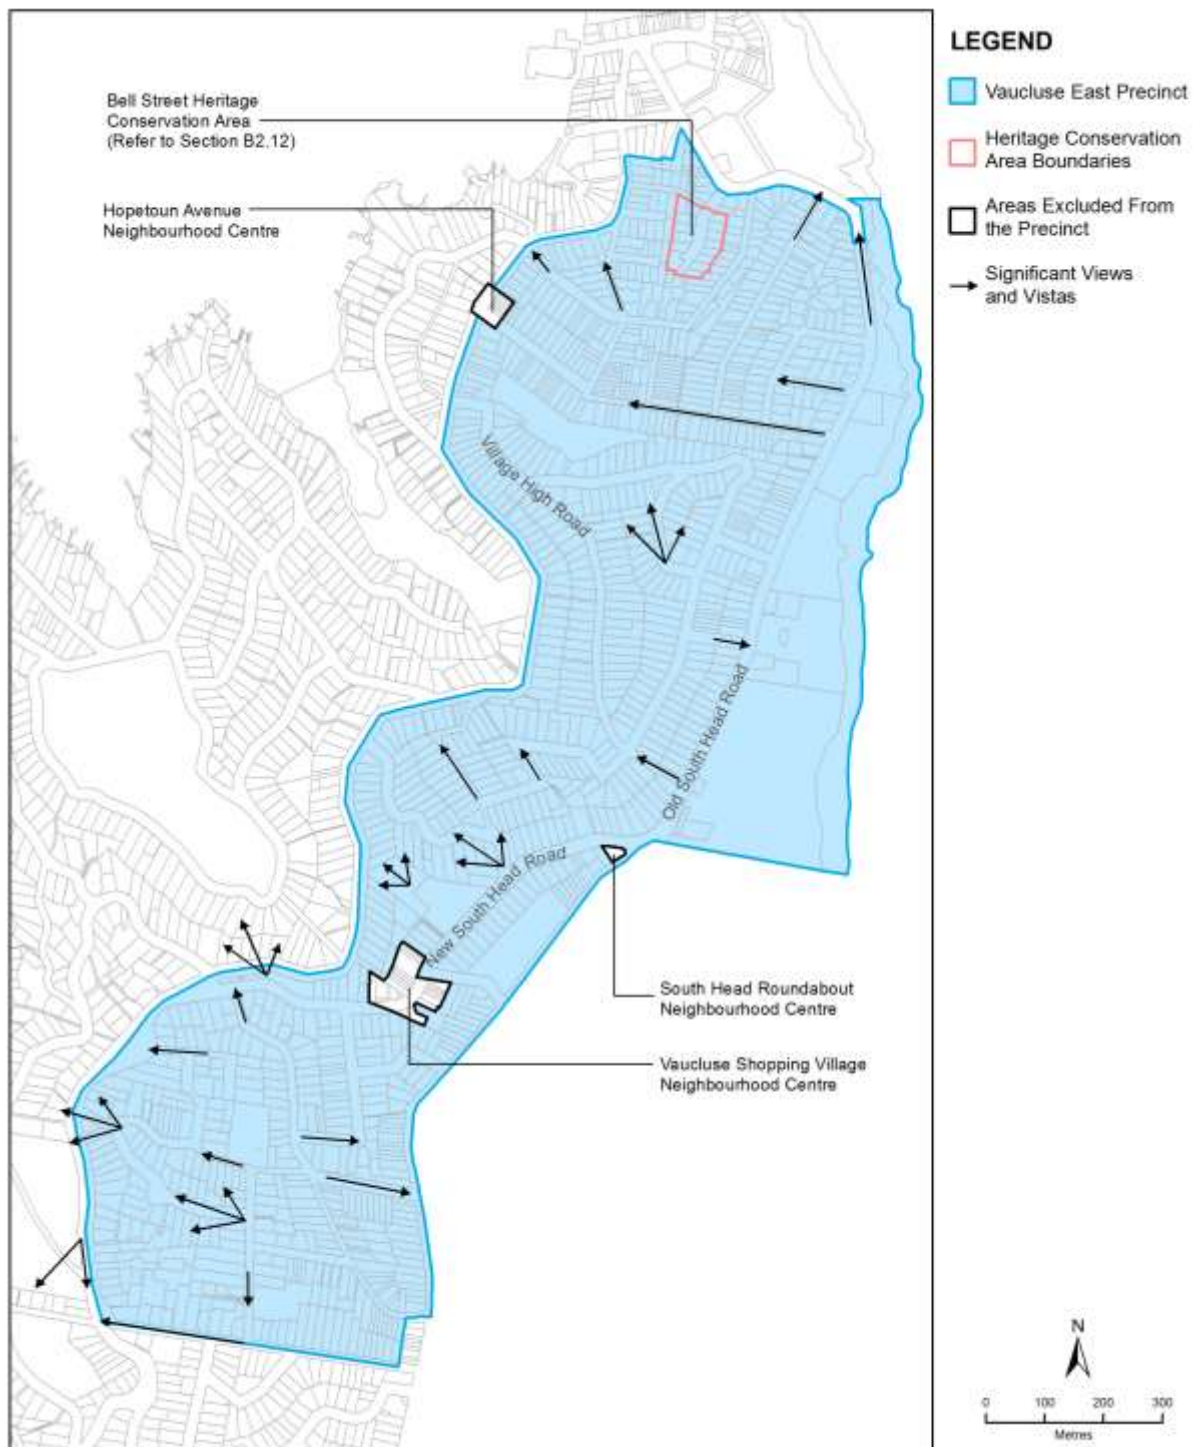 Bell Street Heritage
Conservation Area
(Refer to Section B2,12)
Hopetoun Avenue
Neighbourhood Centre
Village High Road
Old South Head Road
New South Head Road
South Head Roundabout
Neighbourhood Centre
Vaucluse Shopping Village
Neighbourhood Centre
LEGEND
Vaucluse East Precinct
Heritage Conservation
Area Boundaries
Areas Excluded From
the Precinct
Significant Views
and Vistas
N
0 100 200 300
Metres